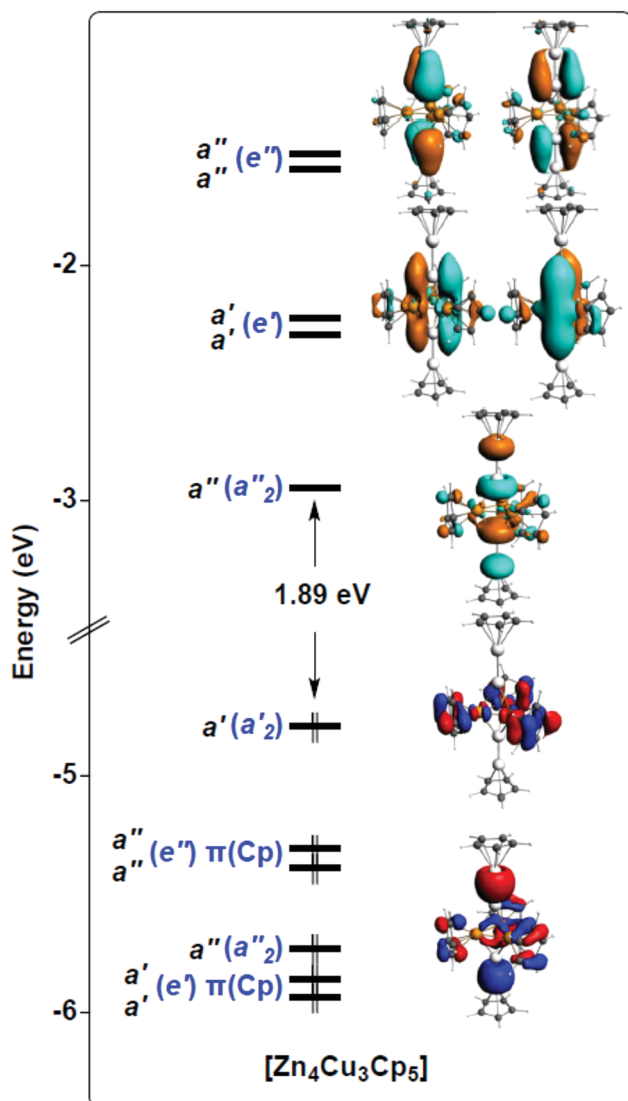 a'' (e'')
a''
-2
a' (e')
a'
-3
a'' (a''₂)
Energy (eV)
1.89 eV
a' (a'₂)
-5
a'' (e'') π(Cp)
a''
a'' (a''₂)
a' (e') π(Cp)
a'
-6
[Zn₄Cu₃Cp₅]